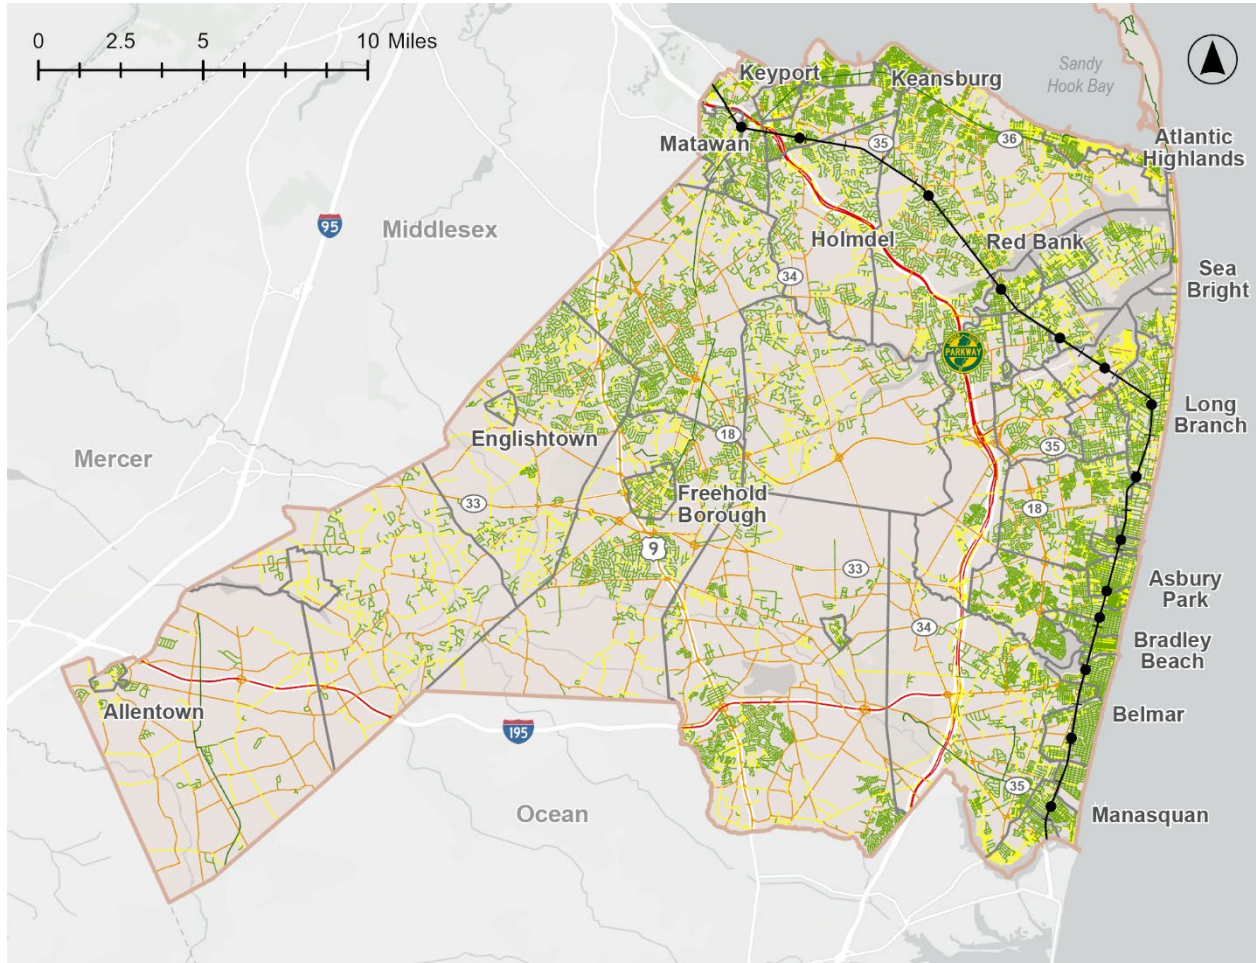 0 2.5 5 10 Miles
Keyport
Keansburg
Sandy
Hook Bay
Matawan
35
36
Atlantic
Highlands
95
Middlesex
Holmdel
Red Bank
34
Sea
Bright
PARKWAY
Englishtown
18
Long
Branch
35
Mercer
33
Freehold
Borough
18
9
33
Asbury
Park
34
Bradley
Beach
Allentown
Belmar
195
35
Ocean
Manasquan